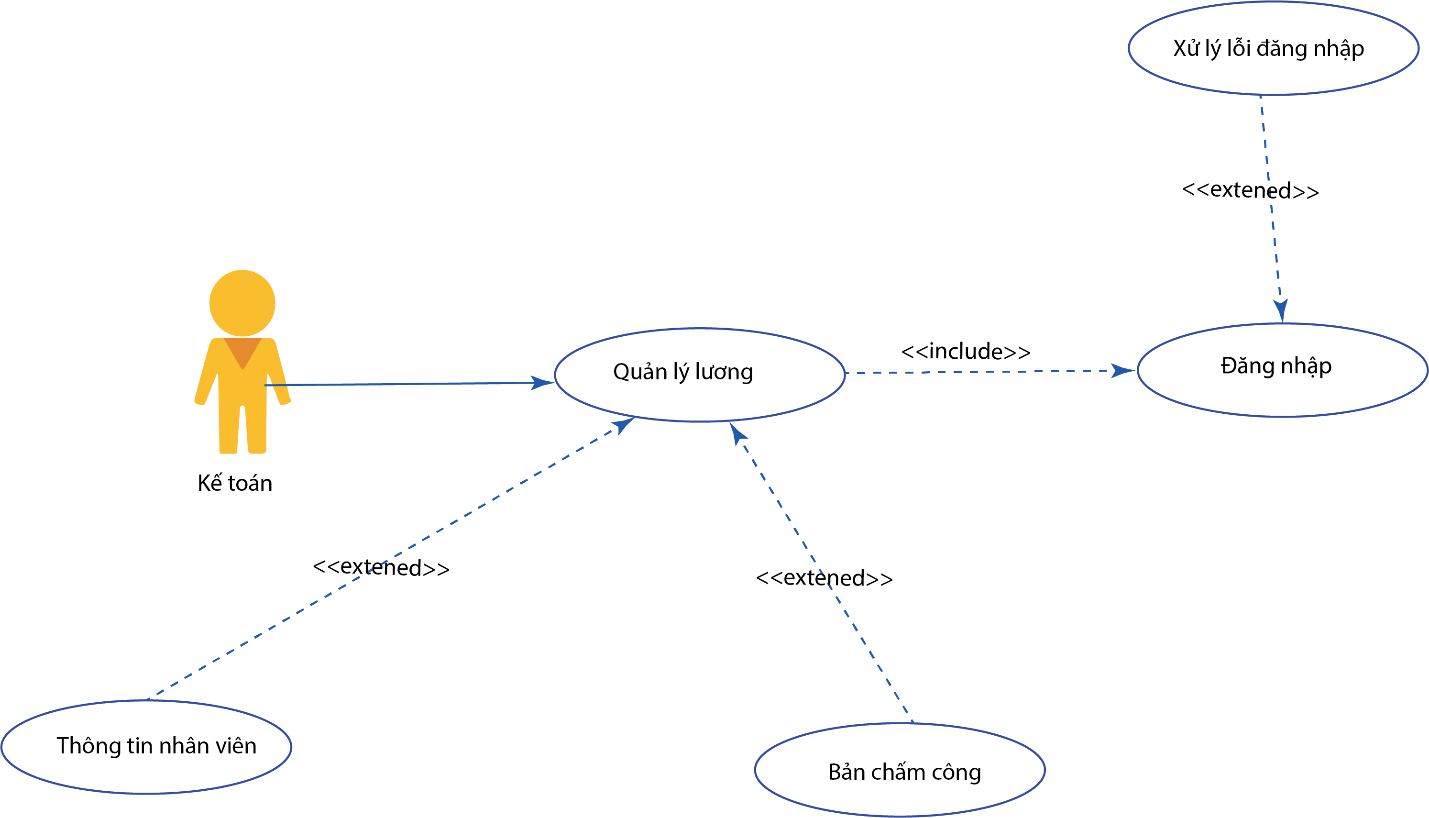 Xử lý lỗi đăng nhập
<<extened>>
<<include>>
Quản lý lương
Đăng nhập
Kế toán
<<extened>>
<<extened>>
Thông tin nhân viên
Bản chấm công